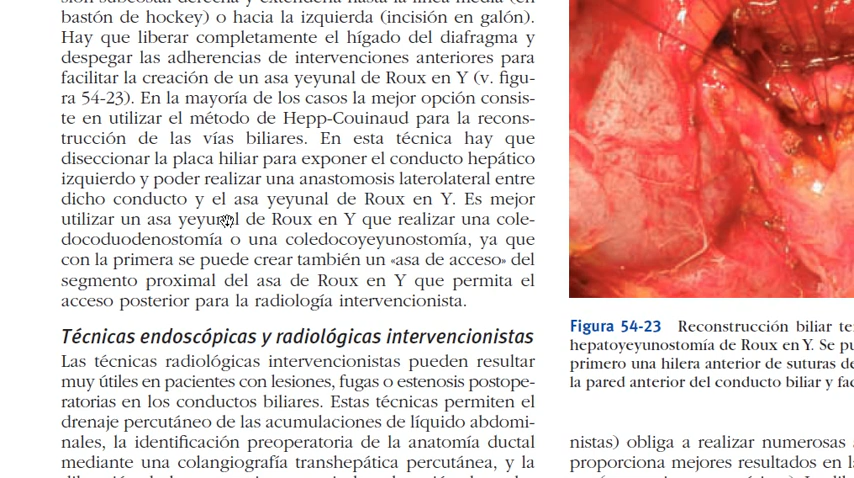 bastón de hockey) o hacia la izquierda (incisión en galón).
Hay que liberar completamente el hígado del diafragma y
despegar las adherencias de intervenciones anteriores para
facilitar la creación de un asa yeyunal de Roux en Y (v. figu-
ra 54-23). En la mayoría de los casos la mejor opción consis-
te en utilizar el método de Hepp-Couinaud para la recons-
trucción de las vías biliares. En esta técnica hay que
diseccionar la placa hiliar para exponer el conducto hepático
izquierdo y poder realizar una anastomosis laterolateral entre
dicho conducto y el asa yeyunal de Roux en Y. Es mejor
utilizar un asa yeyunal de Roux en Y que realizar una cole-
docoduodenostomía o una coledocoyeyunostomía, ya que
con la primera se puede crear también un «asa de acceso» del
segmento proximal del asa de Roux en Y que permita el
acceso posterior para la radiología intervencionista.
Técnicas endoscópicas y radiológicas intervencionistas
Las técnicas radiológicas intervencionistas pueden resultar
muy útiles en pacientes con lesiones, fugas o estenosis postope-
ratorias en los conductos biliares. Estas técnicas permiten el
drenaje percutáneo de las acumulaciones de líquido abdomi-
nales, la identificación preoperatoria de la anatomía ductal
mediante una colangiografía transhepática percutánea, y la
Figura 54-23 Reconstrucción biliar
hepatoyeyunostomía de Roux en Y. Se
primero una hilera anterior de suturas
la pared anterior del conducto biliar y
nistas) obliga a realizar numerosas
proporciona mejores resultados en